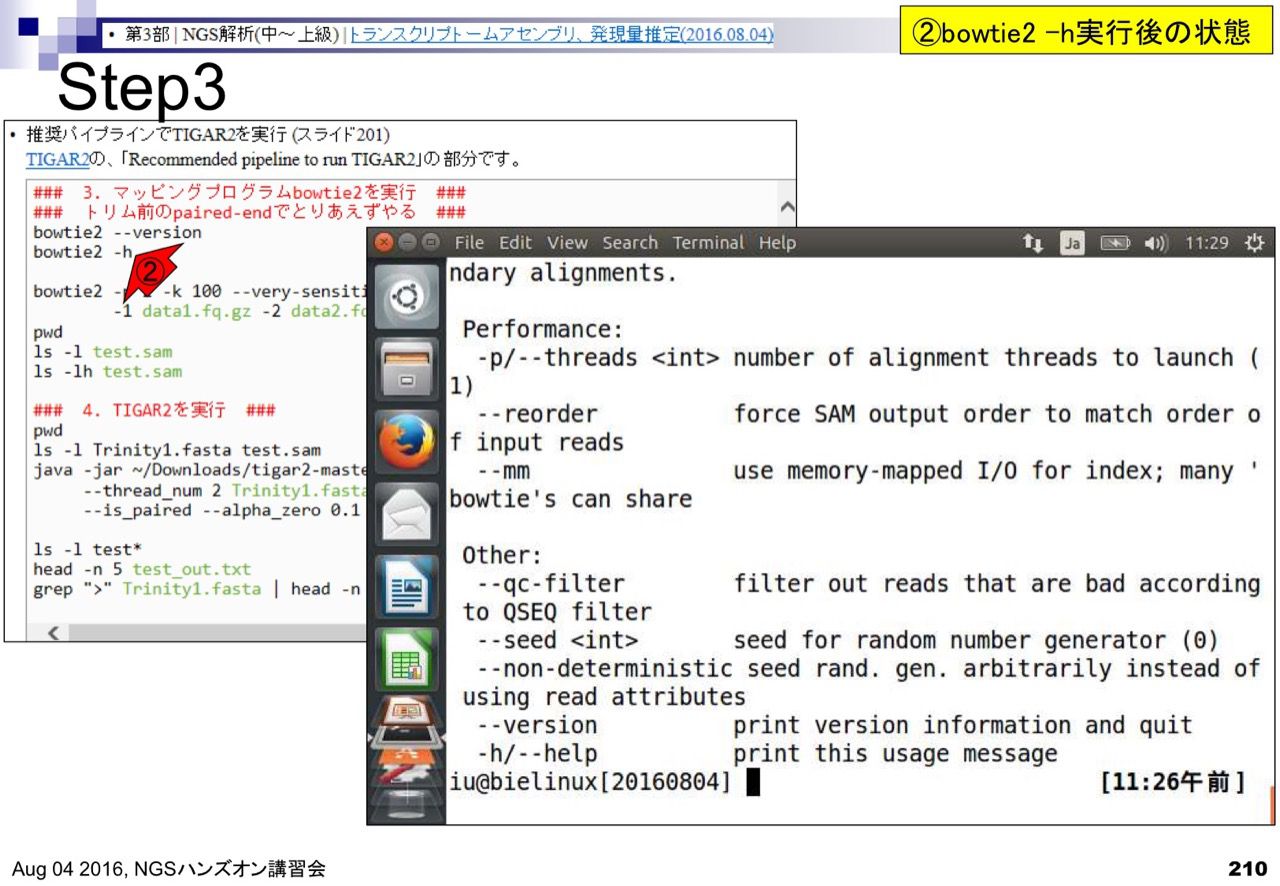 • 第3部 | NGS解析(中～上級) | トランスクリプトームアセンブリ、発現量推定(2016.08.04)
②bowtie2 -h実行後の状態
Step3
• 推奨パイプラインでTIGAR2を実行 (スライド201)
TIGAR2の、「Recommended pipeline to run TIGAR2」の部分です。
### 3. マッピングプログラムbowtie2を実行 ###
### トリム前のpaired-endでとりあえずやる ###
bowtie2 --version
bowtie2 -h
②
bowtie2 -k 100 --very-sensiti
-1 data1.fq.gz -2 data2.fq
pwd
ls -l test.sam
ls -lh test.sam
### 4. TIGAR2を実行 ###
pwd
ls -l Trinity1.fasta test.sam
java -jar ~/Downloads/tigar2-maste
--thread_num 2 Trinity1.fasta
--is_paired --alpha_zero 0.1
ls -l test*
head -n 5 test_out.txt
grep ">" Trinity1.fasta | head -n
File Edit View Search Terminal Help
Ja
11:29
ndary alignments.
Performance:
-p/--threads <int> number of alignment threads to launch (
1)
--reorder force SAM output order to match order o
f input reads
--mm use memory-mapped I/O for index; many '
bowtie's can share
Other:
--qc-filter filter out reads that are bad according
to QSEQ filter
--seed <int> seed for random number generator (0)
--non-deterministic seed rand. gen. arbitrarily instead of
using read attributes
--version print version information and quit
-h/--help print this usage message
iu@bielinux[20160804] [11:26午前]
Aug 04 2016, NGSハンズオン講習会
210